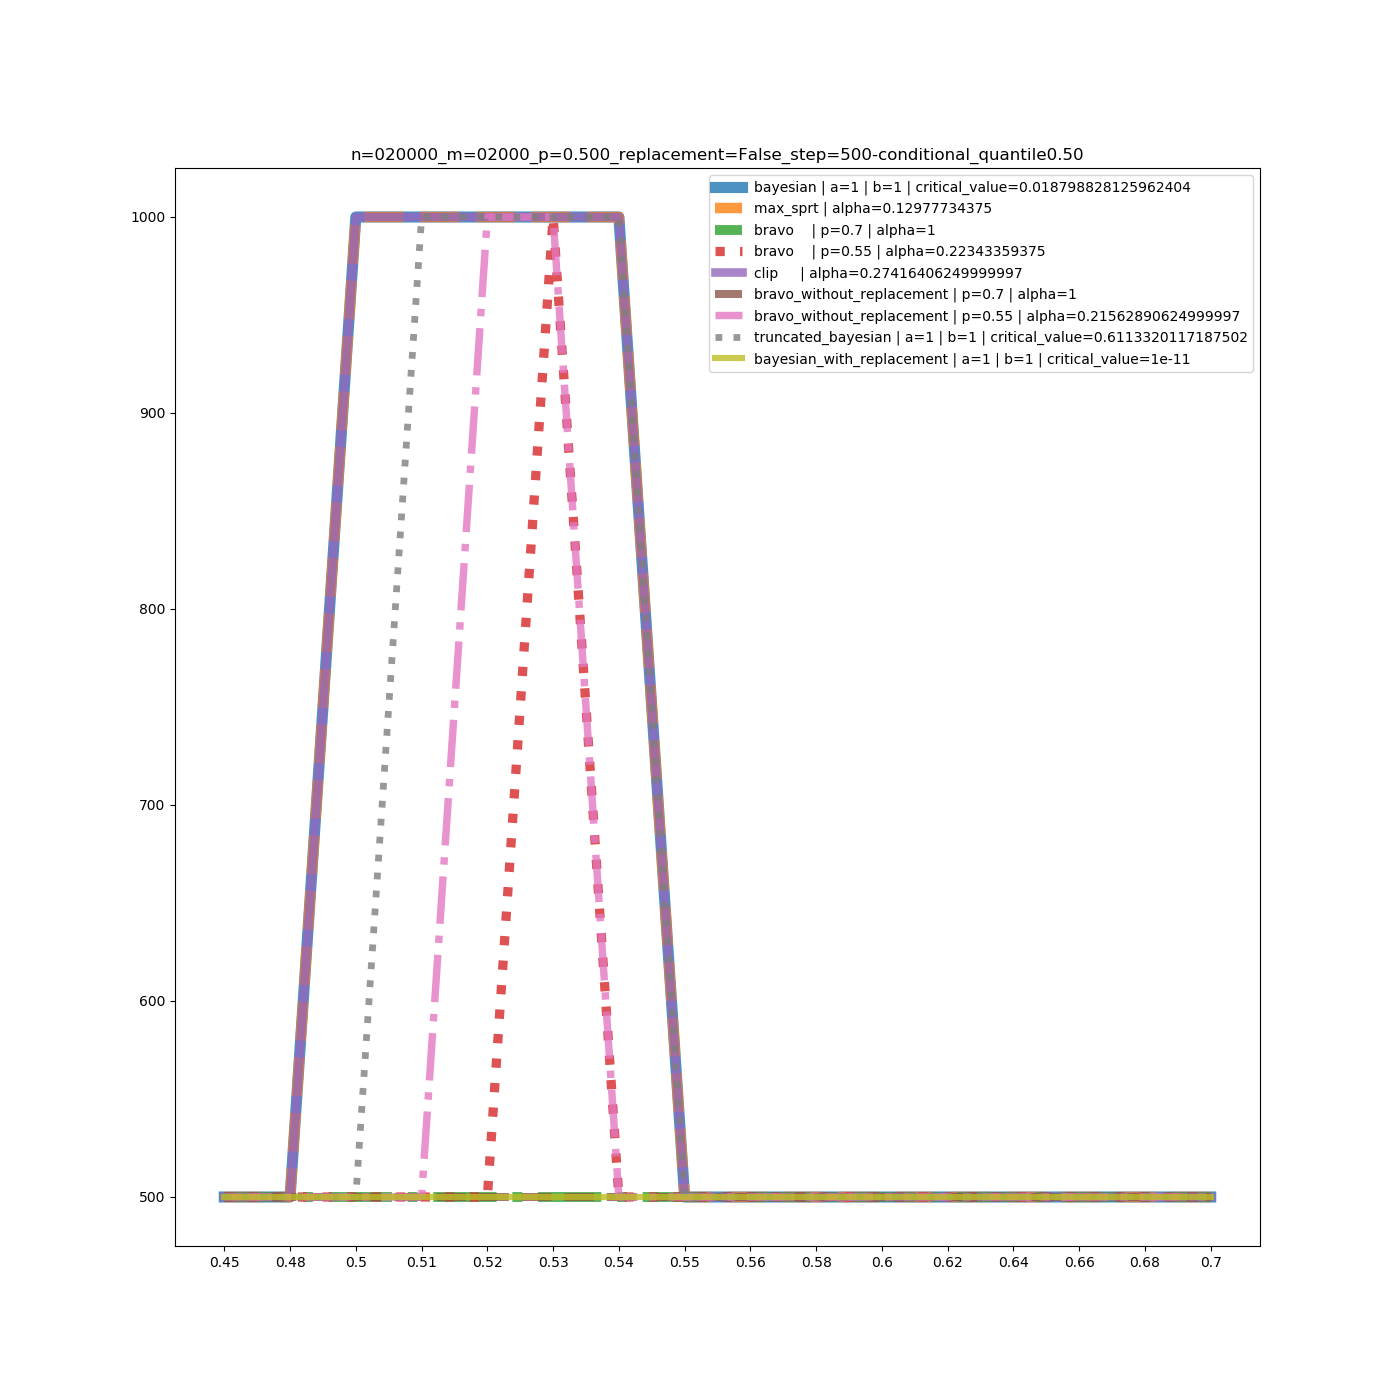 n=020000_m=02000_p=0.500_replacement=False_step=500-conditional_quantile0.50
bayesian | a=1 | b=1 | critical_value=0.018798828125962404
max_sprt | alpha=0.12977734375
bravo    | p=0.7 | alpha=1
bravo    | p=0.55 | alpha=0.22343359375
clip     | alpha=0.27416406249999997
bravo_without_replacement | p=0.7 | alpha=1
bravo_without_replacement | p=0.55 | alpha=0.21562890624999997
truncated_bayesian | a=1 | b=1 | critical_value=0.6113320117187502
bayesian_with_replacement | a=1 | b=1 | critical_value=1e-11
1000
900
800
700
600
500
0.45 0.48 0.5 0.51 0.52 0.53 0.54 0.55 0.56 0.58 0.6 0.62 0.64 0.66 0.68 0.7